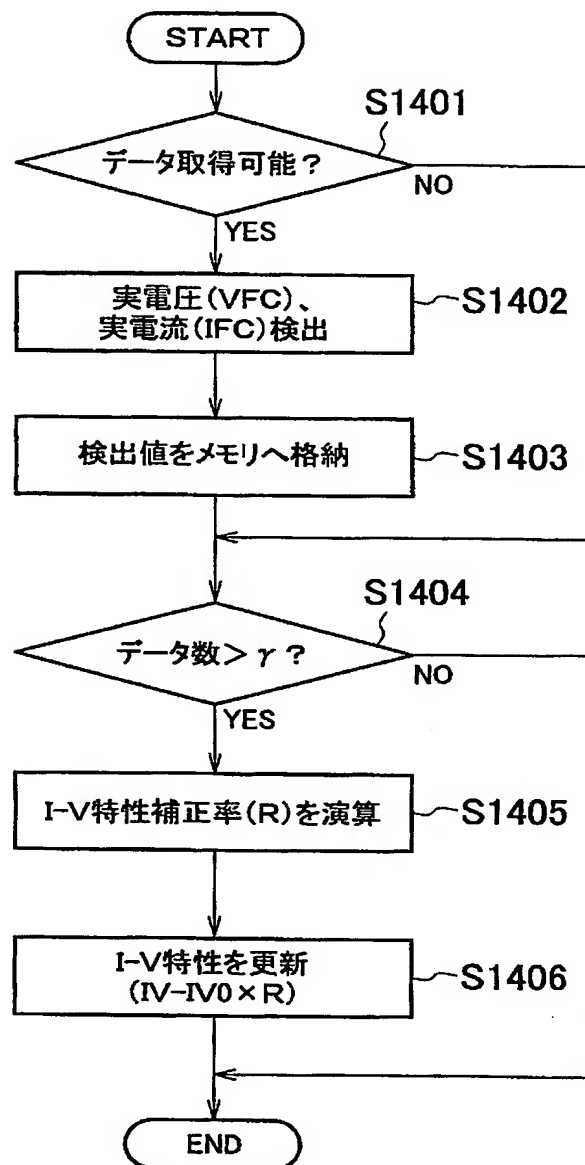 START
S1401
データ取得可能？
NO
YES
実電圧(VFC)、
実電流(IFC)検出
S1402
検出値をメモリへ格納
S1403
S1404
データ数＞γ？
NO
YES
I-V特性補正率(R)を演算
S1405
I-V特性を更新
(IV-IV0×R)
S1406
END